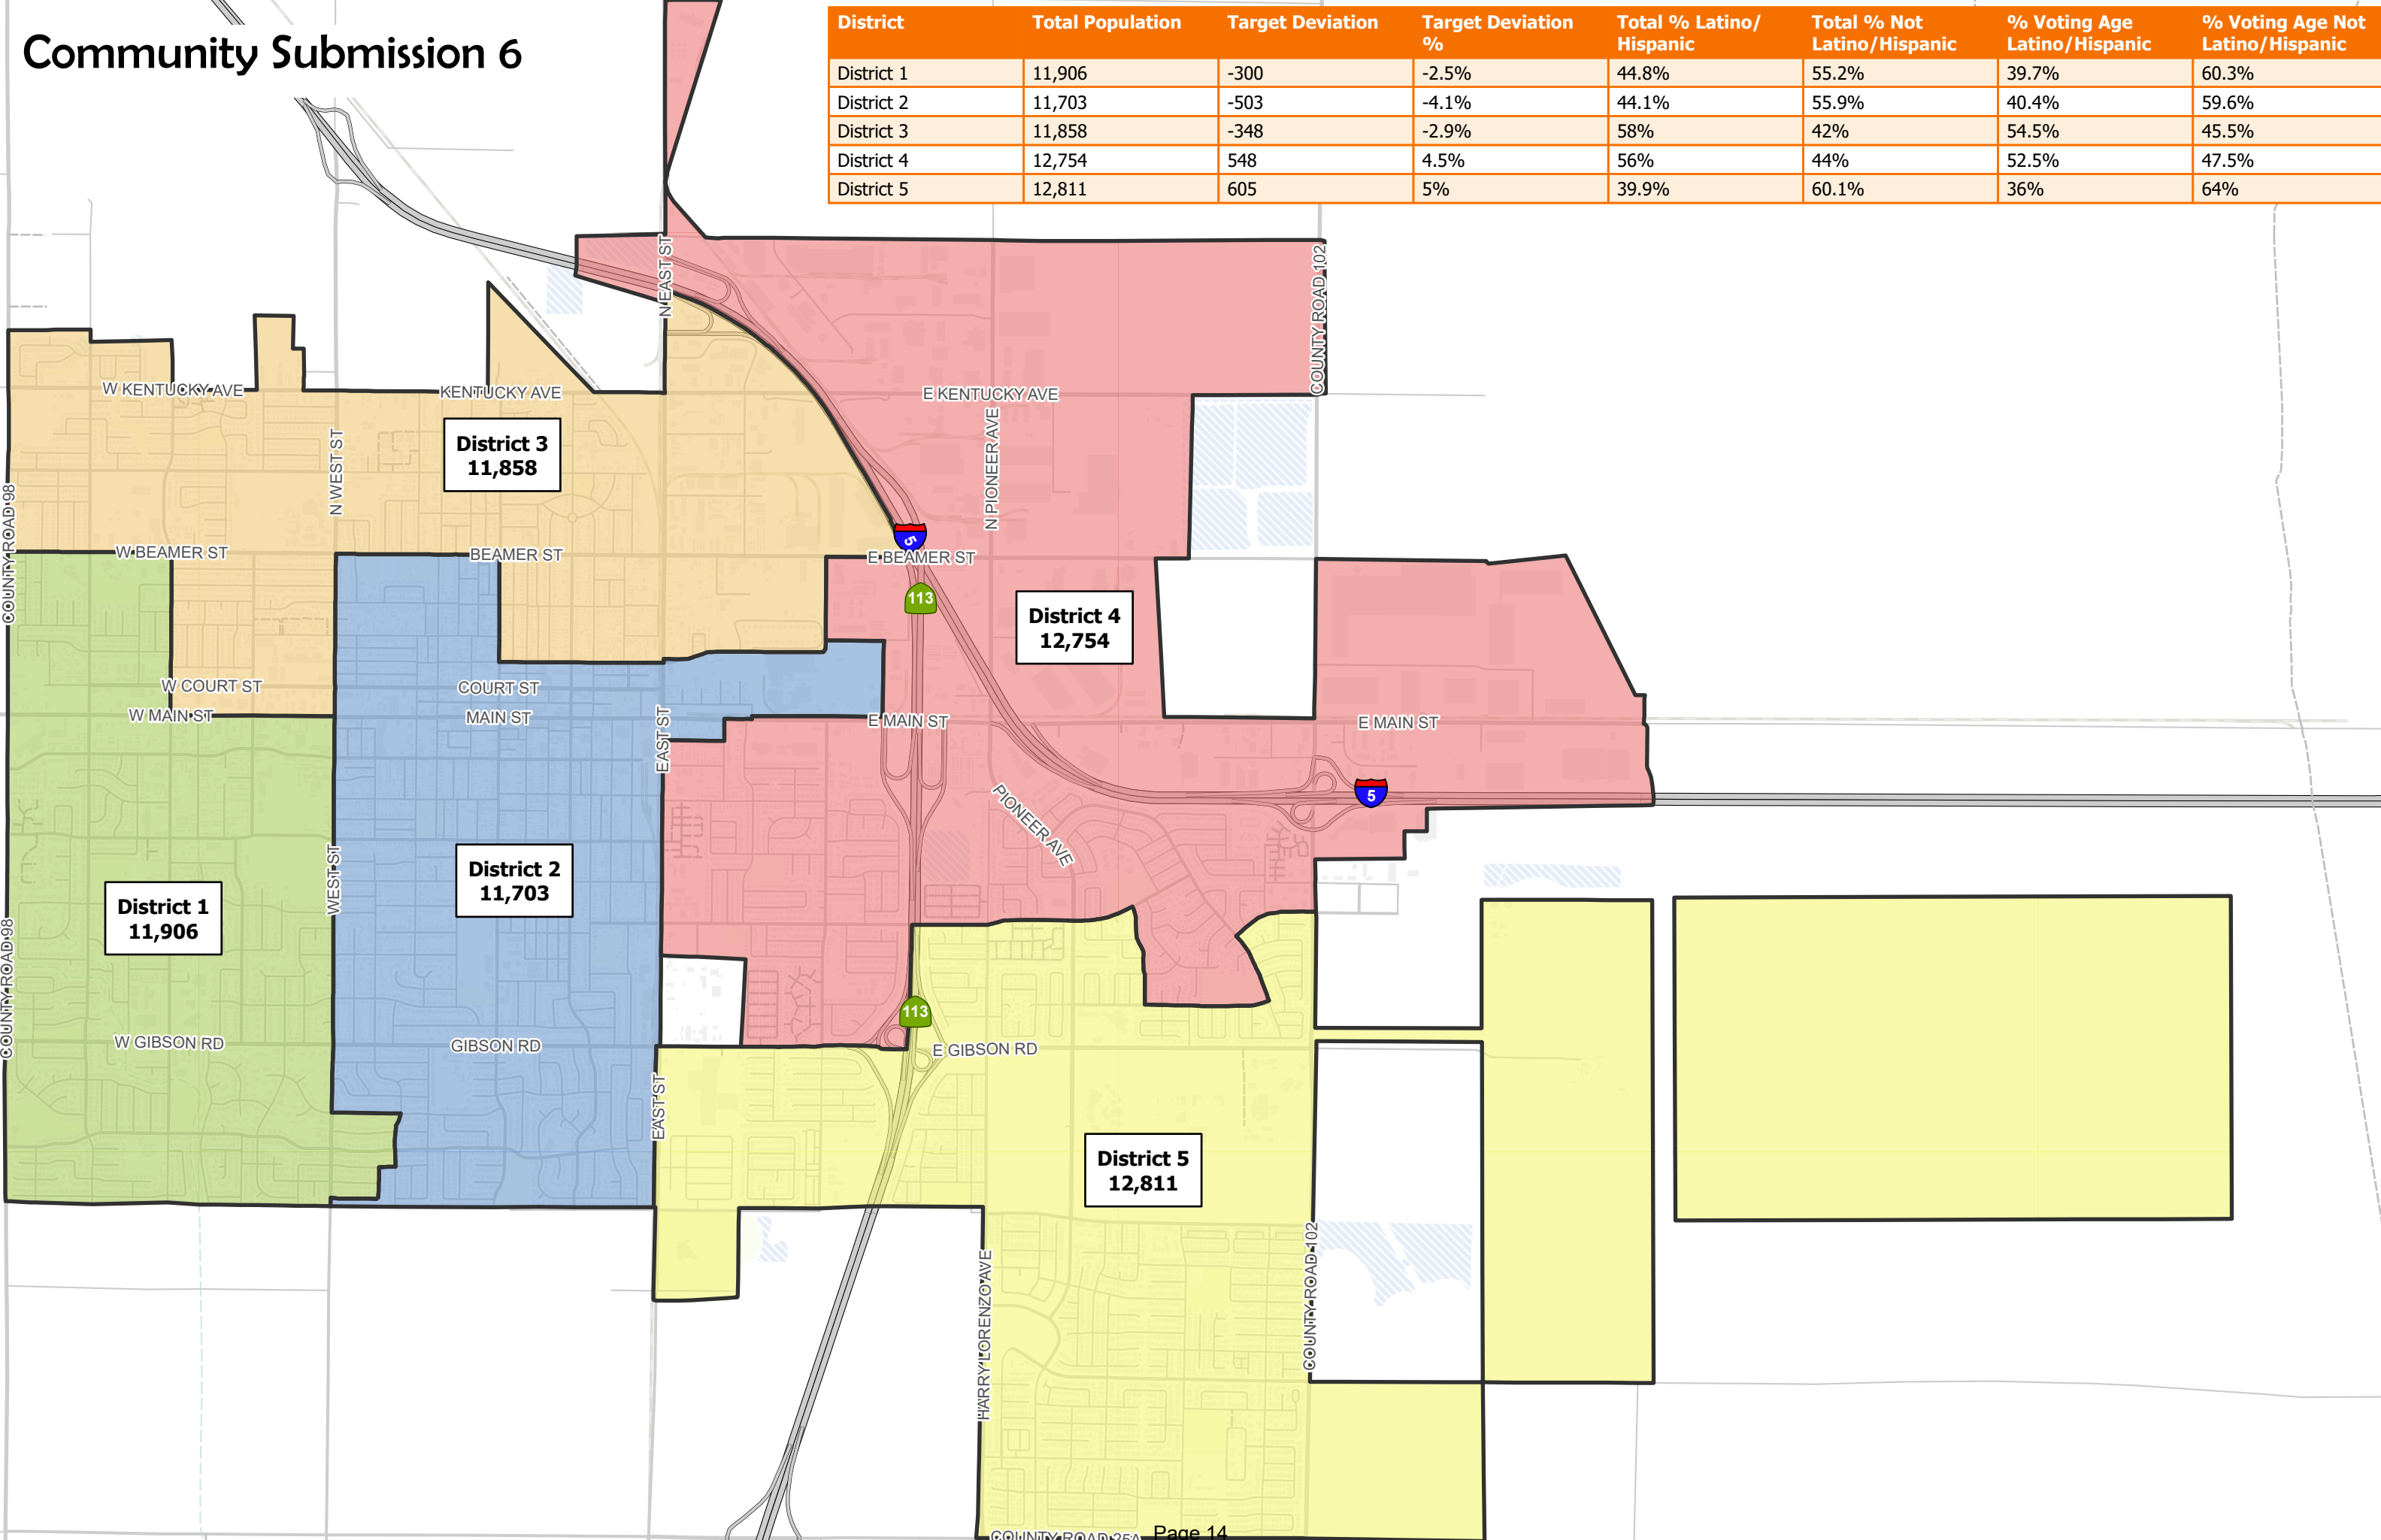 Community Submission 6
District Total Population Target Deviation Target Deviation % Total % Latino/ Hispanic Total % Not Latino/Hispanic % Voting Age Latino/Hispanic % Voting Age Not Latino/Hispanic
District 1 11,906 -300 -2.5% 44.8% 55.2% 39.7% 60.3%
District 2 11,703 -503 -4.1% 44.1% 55.9% 40.4% 59.6%
District 3 11,858 -348 -2.9% 58% 42% 54.5% 45.5%
District 4 12,754 548 4.5% 56% 44% 52.5% 47.5%
District 5 12,811 605 5% 39.9% 60.1% 36% 64%
N EAST ST
COUNTY ROAD 102
W KENTUCKY AVE
KENTUCKY AVE
E KENTUCKY AVE
District 3
11,858
N WEST ST
N PIONEER AVE
COUNTY ROAD 98
5
W BEAMER ST
BEAMER ST
E BEAMER ST
113
District 4
12,754
W COURT ST
COURT ST
W MAIN ST
MAIN ST
E MAIN ST
E MAIN ST
EAST ST
5
PIONEER AVE
WEST ST
District 2
11,703
District 1
11,906
COUNTY ROAD 98
113
W GIBSON RD
GIBSON RD
E GIBSON RD
EAST ST
District 5
12,811
HARRY LORENZO AVE
COUNTY ROAD 102
COUNTY ROAD 25A
Page 14